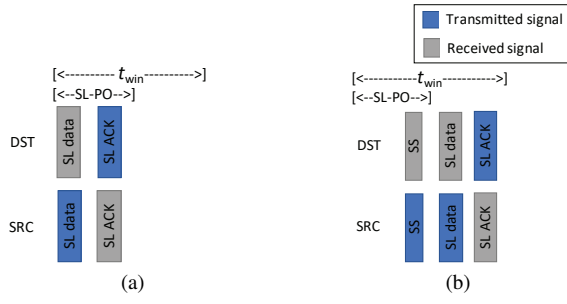 Transmitted signal
Received signal
[<---------- t_win ----------->]
[<--SL-PO-->]
DST
SL data
SL ACK
SRC
SL data
SL ACK
(a)
[<----------- t_win ----------->]
[<--SL-PO-->]
DST
SS
SL data
SL ACK
SRC
SS
SL data
SL ACK
(b)